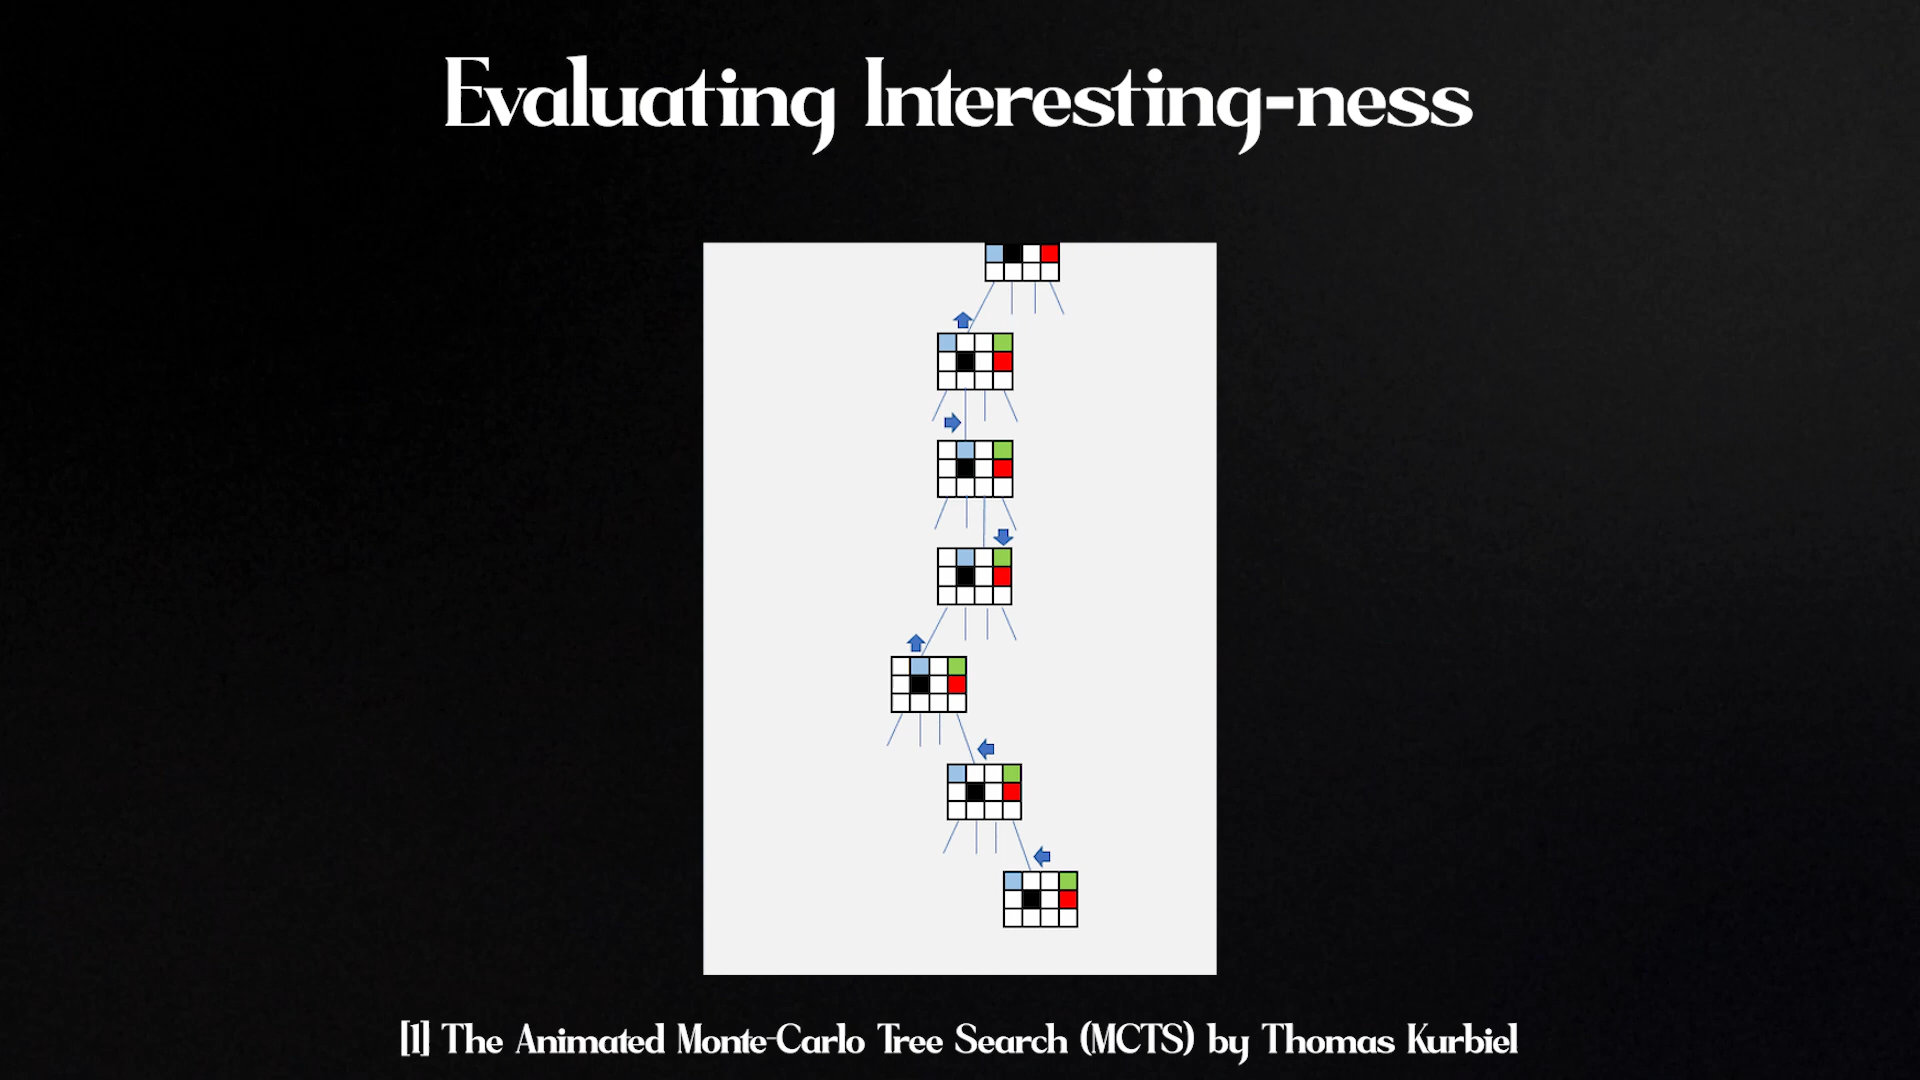 Evaluating Interesting-ness
[1] The Animated Monte-Carlo Tree Search (MCTS) by Thomas Kurbiel